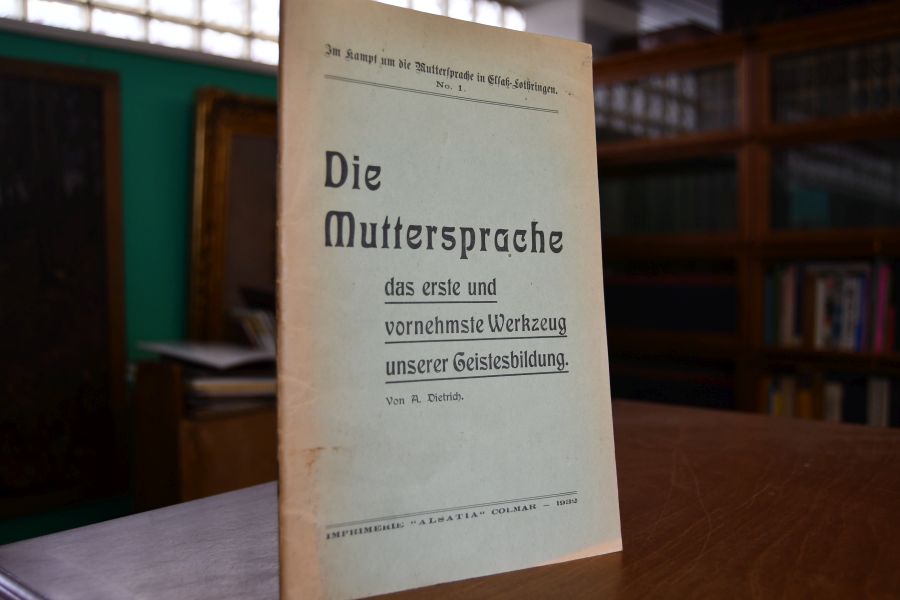 Im Kampf um die Muttersprache in Elsaß-Lothringen.
No. 1.
Die
Muttersprache
das erste und
vornehmste Werkzeug
unserer Geistesbildung.
Von A. Dietrich.
IMPRIMERIE "ALSATIA" COLMAR – 1932